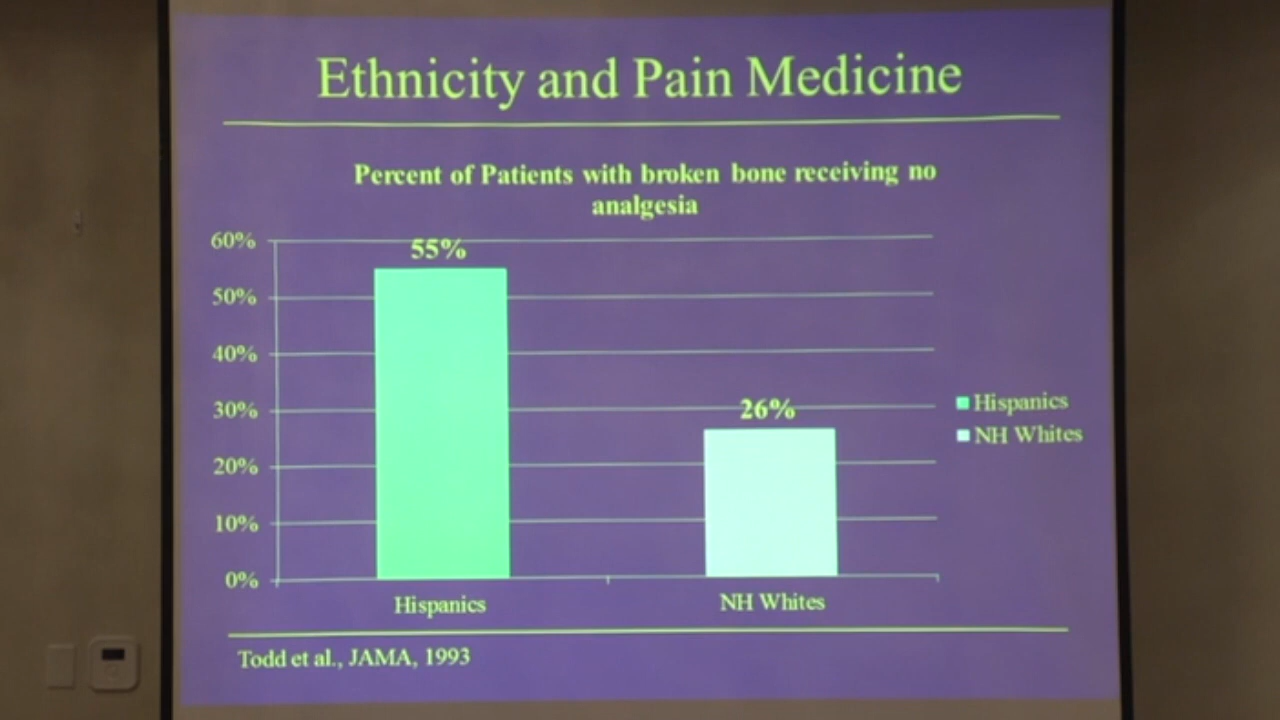 Ethnicity and Pain Medicine
Percent of Patients with broken bone receiving no
analgesia
60%
55%
50%
40%
30%
26%
20%
10%
0%
Hispanics
NH Whites
Hispanics
NH Whites
Todd et al., JAMA, 1993